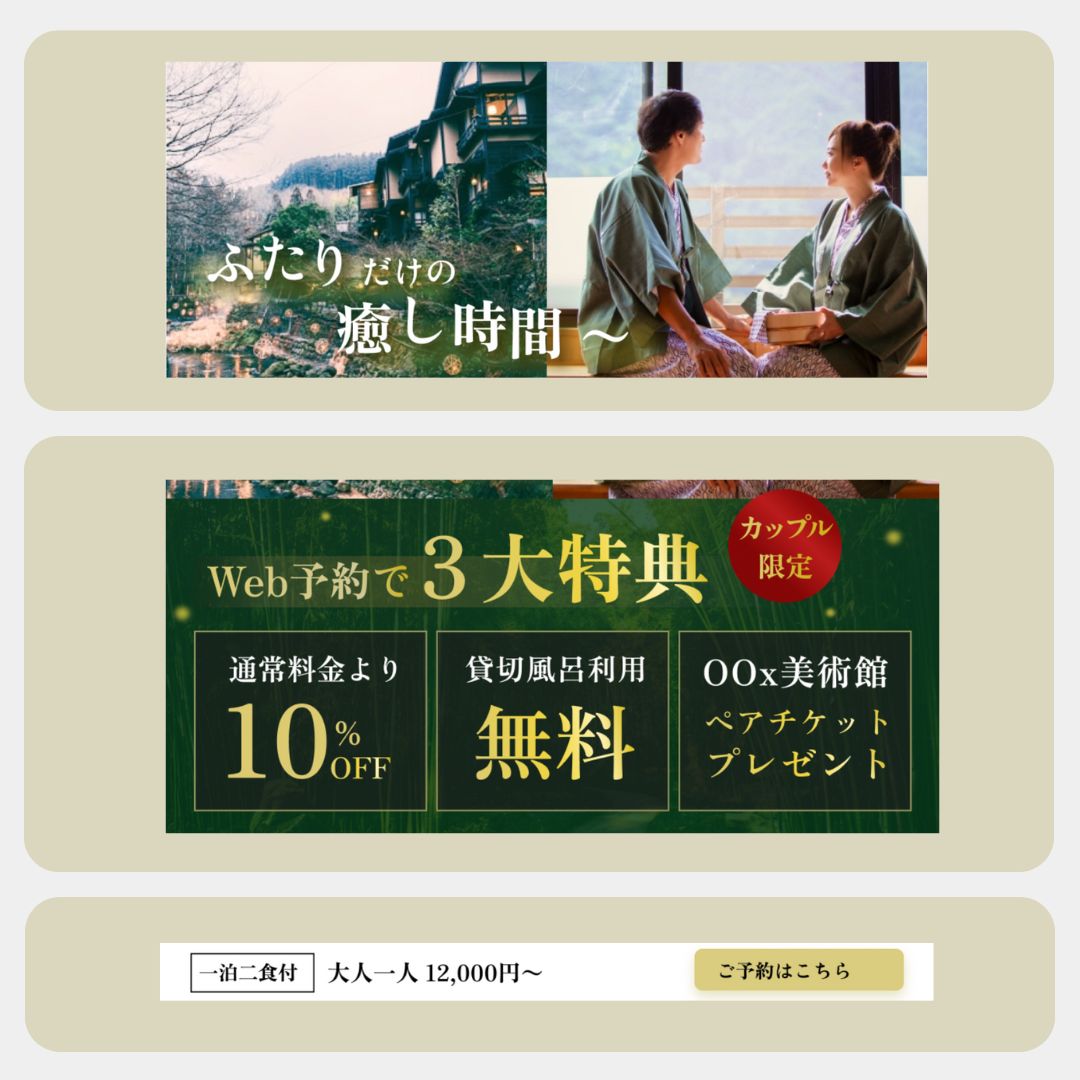 ふたりだけの
癒し時間〜
Web予約で3大特典
カップル
限定
通常料金より
10%
OFF
貸切風呂利用
無料
OOx美術館
ペアチケット
プレゼント
一泊二食付
大人一人 12,000円〜
ご予約はこちら